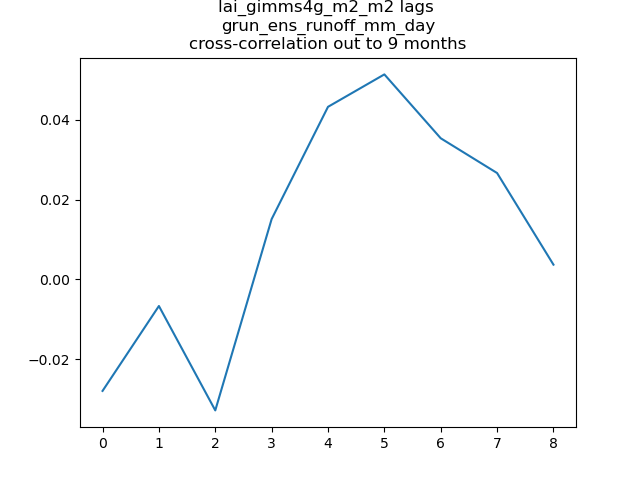 lai_gimms4g_m2_m2 lags
grun_ens_runoff_mm_day
cross-correlation out to 9 months
0.04
0.02
0.00
−0.02
0 1 2 3 4 5 6 7 8